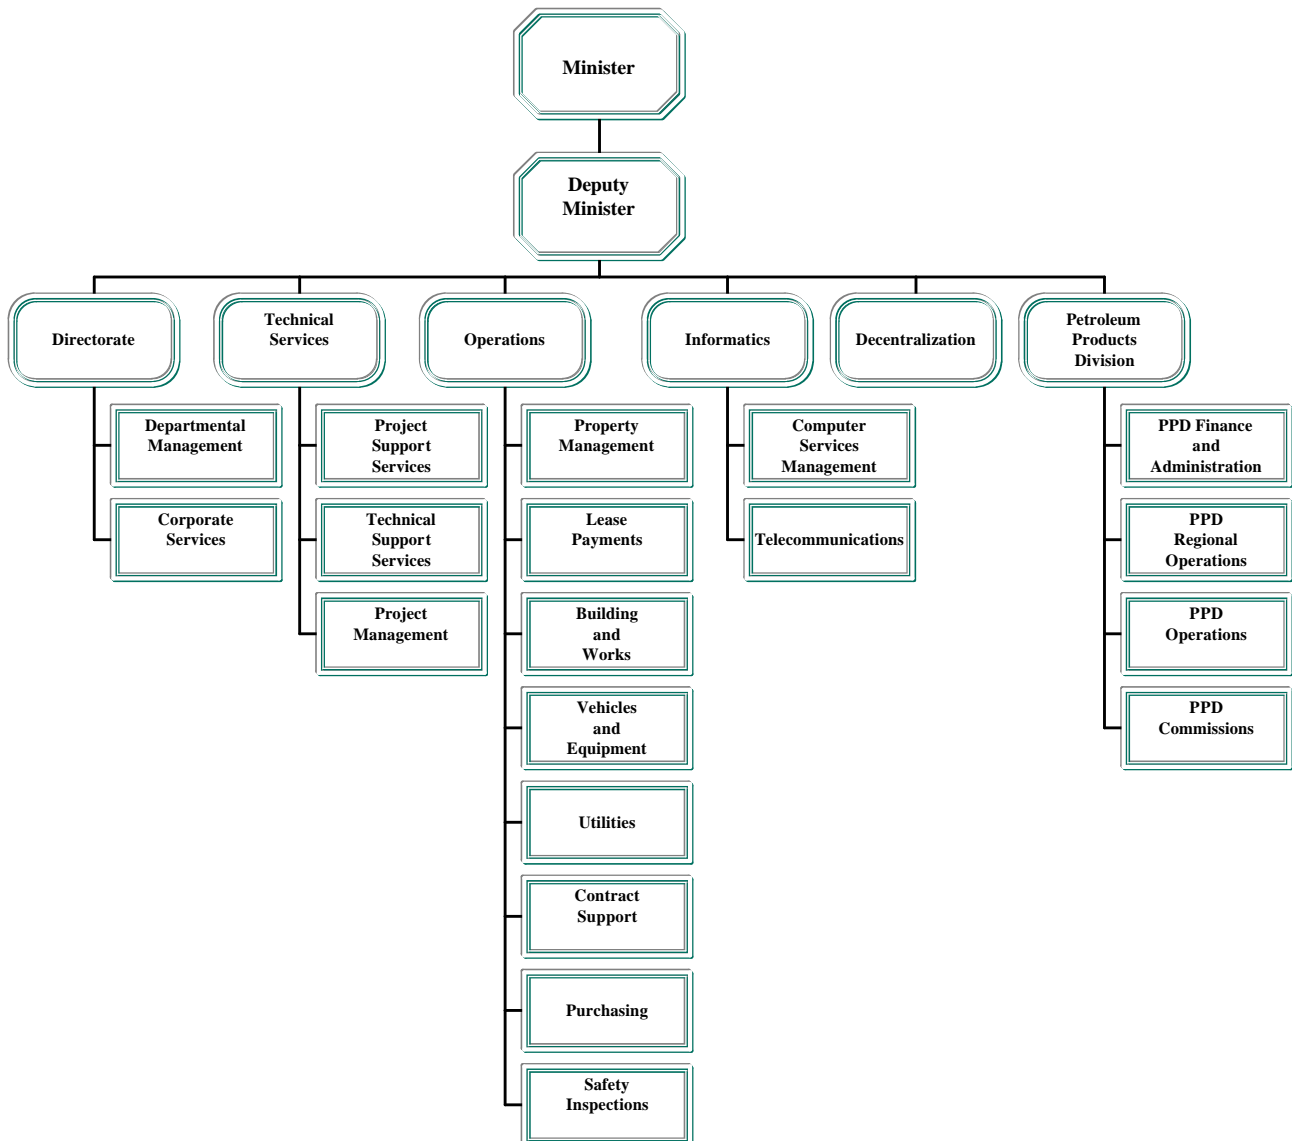 Minister
Deputy
Minister
Directorate
Technical
Services
Operations
Informatics
Decentralization
Petroleum
Products
Division
Departmental
Management
Corporate
Services
Project
Support
Services
Technical
Support
Services
Project
Management
Property
Management
Lease
Payments
Building
and
Works
Vehicles
and
Equipment
Utilities
Contract
Support
Purchasing
Safety
Inspections
Computer
Services
Management
Telecommunications
PPD Finance
and
Administration
PPD
Regional
Operations
PPD
Operations
PPD
Commissions